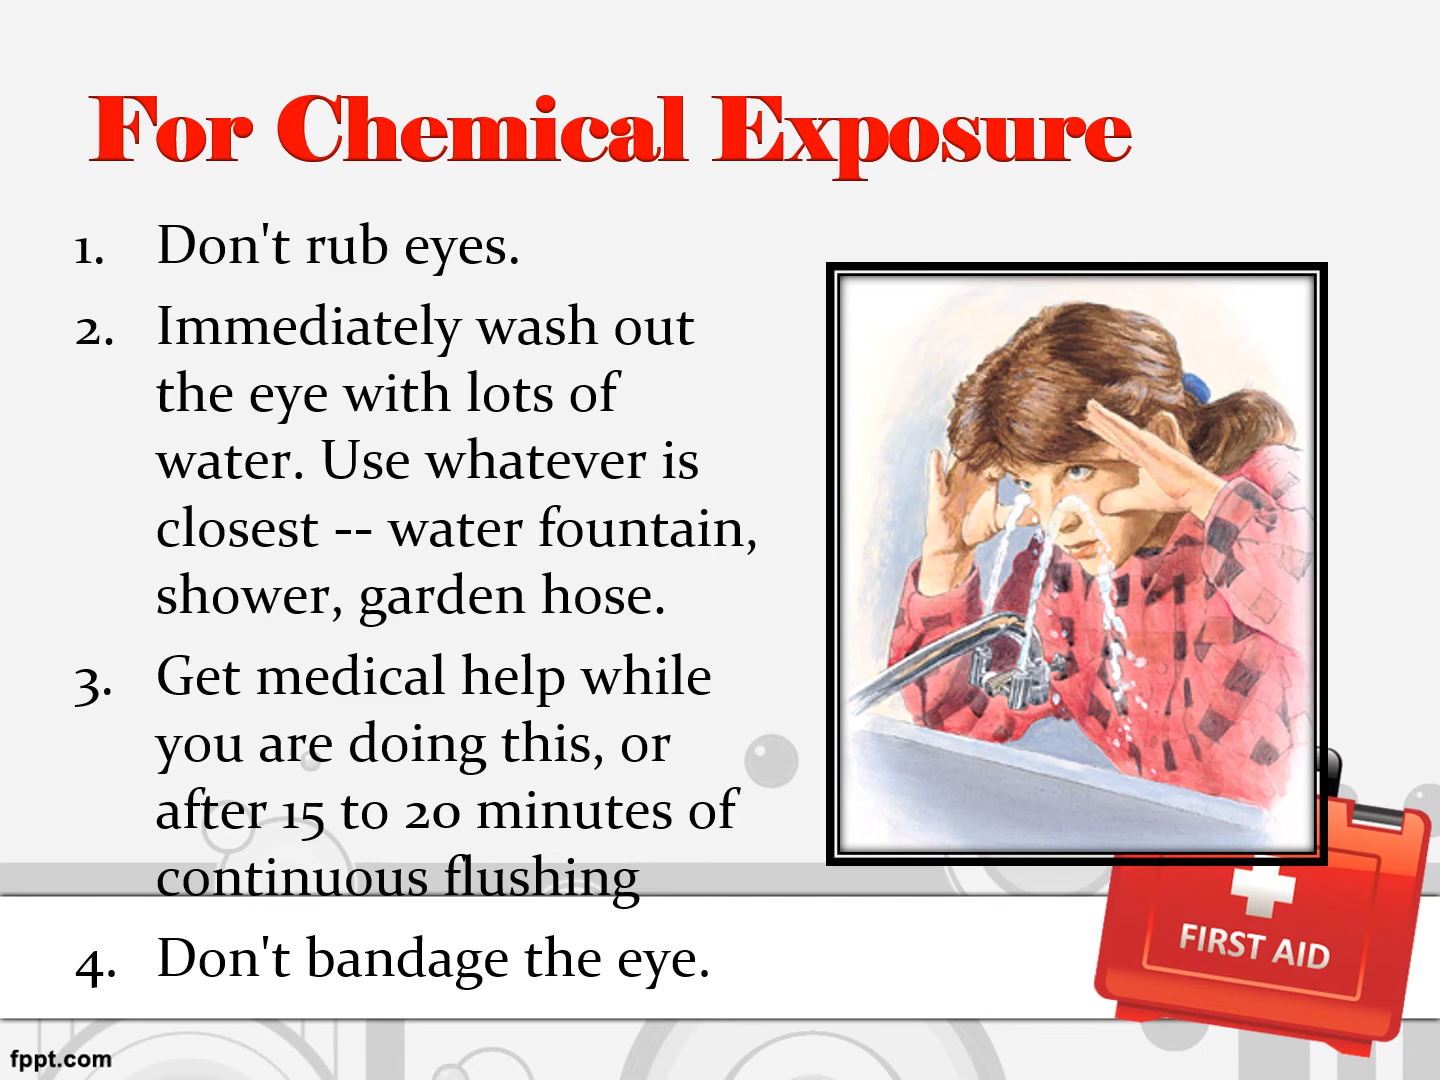 For Chemical Exposure
1. Don't rub eyes.
2. Immediately wash out
the eye with lots of
water. Use whatever is
closest -- water fountain,
shower, garden hose.
3. Get medical help while
you are doing this, or
after 15 to 20 minutes of
continuous flushing
4. Don't bandage the eye.
FIRST AID
fppt.com